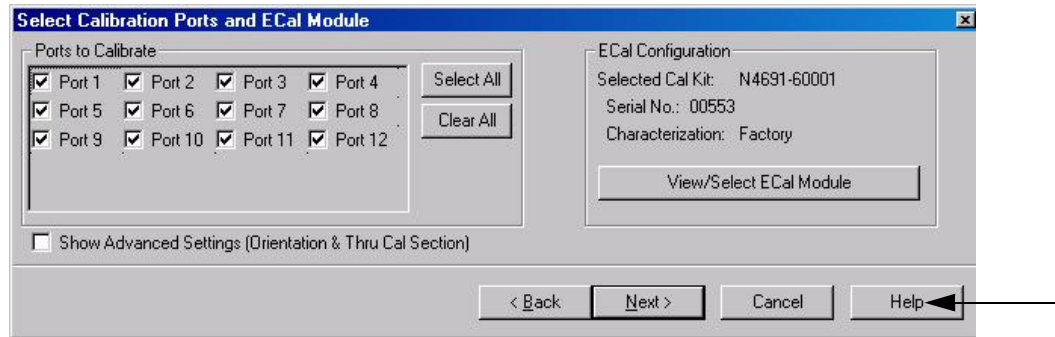 Select Calibration Ports and ECal Module
Ports to Calibrate
Port 1 Port 2 Port 3 Port 4
Port 5 Port 6 Port 7 Port 8
Port 9 Port 10 Port 11 Port 12
Select All
Clear All
ECal Configuration
Selected Cal Kit: N4691-60001
Serial No.: 00553
Characterization: Factory
View/Select ECal Module
Show Advanced Settings (Orientation & Thru Cal Section)
< Back Next > Cancel Help